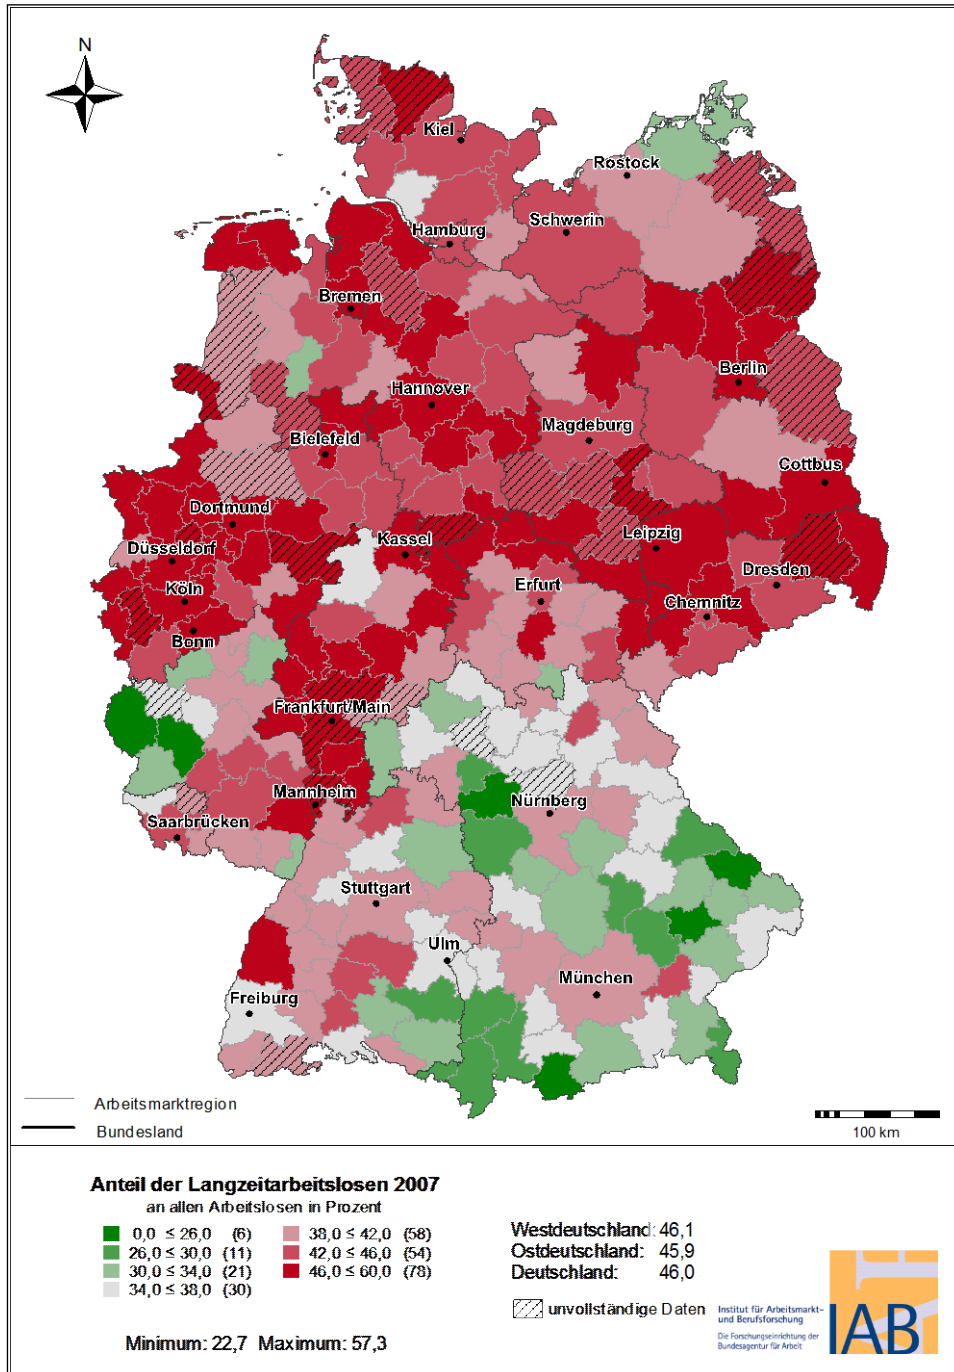 N
Kiel
Rostock
Schwerin
Hamburg
Bremen
Berlin
Hannover
Magdeburg
Bielefeld
Cottbus
Dortmund
Leipzig
Kassel
Düsseldorf
Dresden
Erfurt
Köln
Chemnitz
Bonn
Frankfurt/Main
Mannheim
Nürnberg
Saarbrücken
Stuttgart
Ulm
München
Freiburg
Arbeitsmarktregion
Bundesland
100 km
Anteil der Langzeitarbeitslosen 2007
an allen Arbeitslosen in Prozent
0,0 ≤ 26,0 (6)
26,0 ≤ 30,0 (11)
30,0 ≤ 34,0 (21)
34,0 ≤ 38,0 (30)
38,0 ≤ 42,0 (58)
42,0 ≤ 46,0 (54)
46,0 ≤ 60,0 (78)
Minimum: 22,7 Maximum: 57,3
Westdeutschland: 46,1
Ostdeutschland: 45,9
Deutschland: 46,0
unvollständige Daten
Institut für Arbeitsmarkt-
und Berufsforschung
Die Forschungseinrichtung der
Bundesagentur für Arbeit
IAB